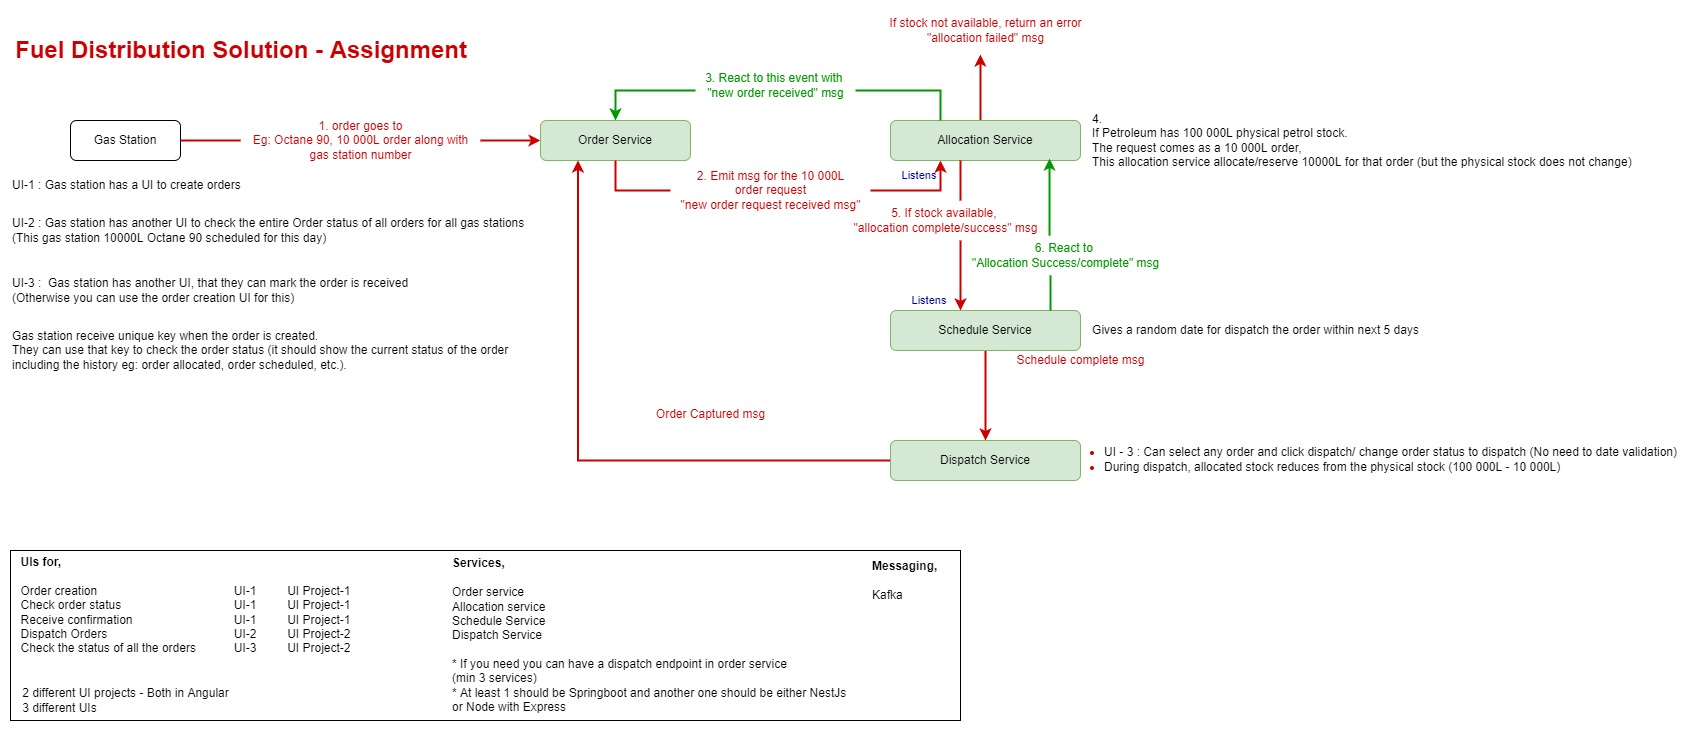 Fuel Distribution Solution - Assignment
If stock not available, return an error
"allocation failed" msg
3. React to this event with
"new order received" msg
Gas Station
1. order goes to
Eg: Octane 90, 10 000L order along with
gas station number
Order Service
Allocation Service
4.
If Petroleum has 100 000L physical petrol stock.
The request comes as a 10 000L order,
This allocation service allocate/reserve 10000L for that order (but the physical stock does not change)
2. Emit msg for the 10 000L
order request
"new order request received msg"
Listens
UI-1 : Gas station has a UI to create orders
UI-2 : Gas station has another UI to check the entire Order status of all orders for all gas stations
(This gas station 10000L Octane 90 scheduled for this day)
5. If stock available,
"allocation complete/success" msg
6. React to
"Allocation Success/complete" msg
UI-3 :  Gas station has another UI, that they can mark the order is received
(Otherwise you can use the order creation UI for this)
Listens
Schedule Service
Gives a random date for dispatch the order within next 5 days
Gas station receive unique key when the order is created.
They can use that key to check the order status (it should show the current status of the order
including the history eg: order allocated, order scheduled, etc.).
Schedule complete msg
Order Captured msg
Dispatch Service
• UI - 3 : Can select any order and click dispatch/ change order status to dispatch (No need to date validation)
• During dispatch, allocated stock reduces from the physical stock (100 000L - 10 000L)
UIs for,
Order creation UI-1 UI Project-1
Check order status UI-1 UI Project-1
Receive confirmation UI-1 UI Project-1
Dispatch Orders UI-2 UI Project-2
Check the status of all the orders UI-3 UI Project-2
2 different UI projects - Both in Angular
3 different UIs
Services,
Order service
Allocation service
Schedule Service
Dispatch Service
* If you need you can have a dispatch endpoint in order service
(min 3 services)
* At least 1 should be Springboot and another one should be either NestJs
or Node with Express
Messaging,
Kafka